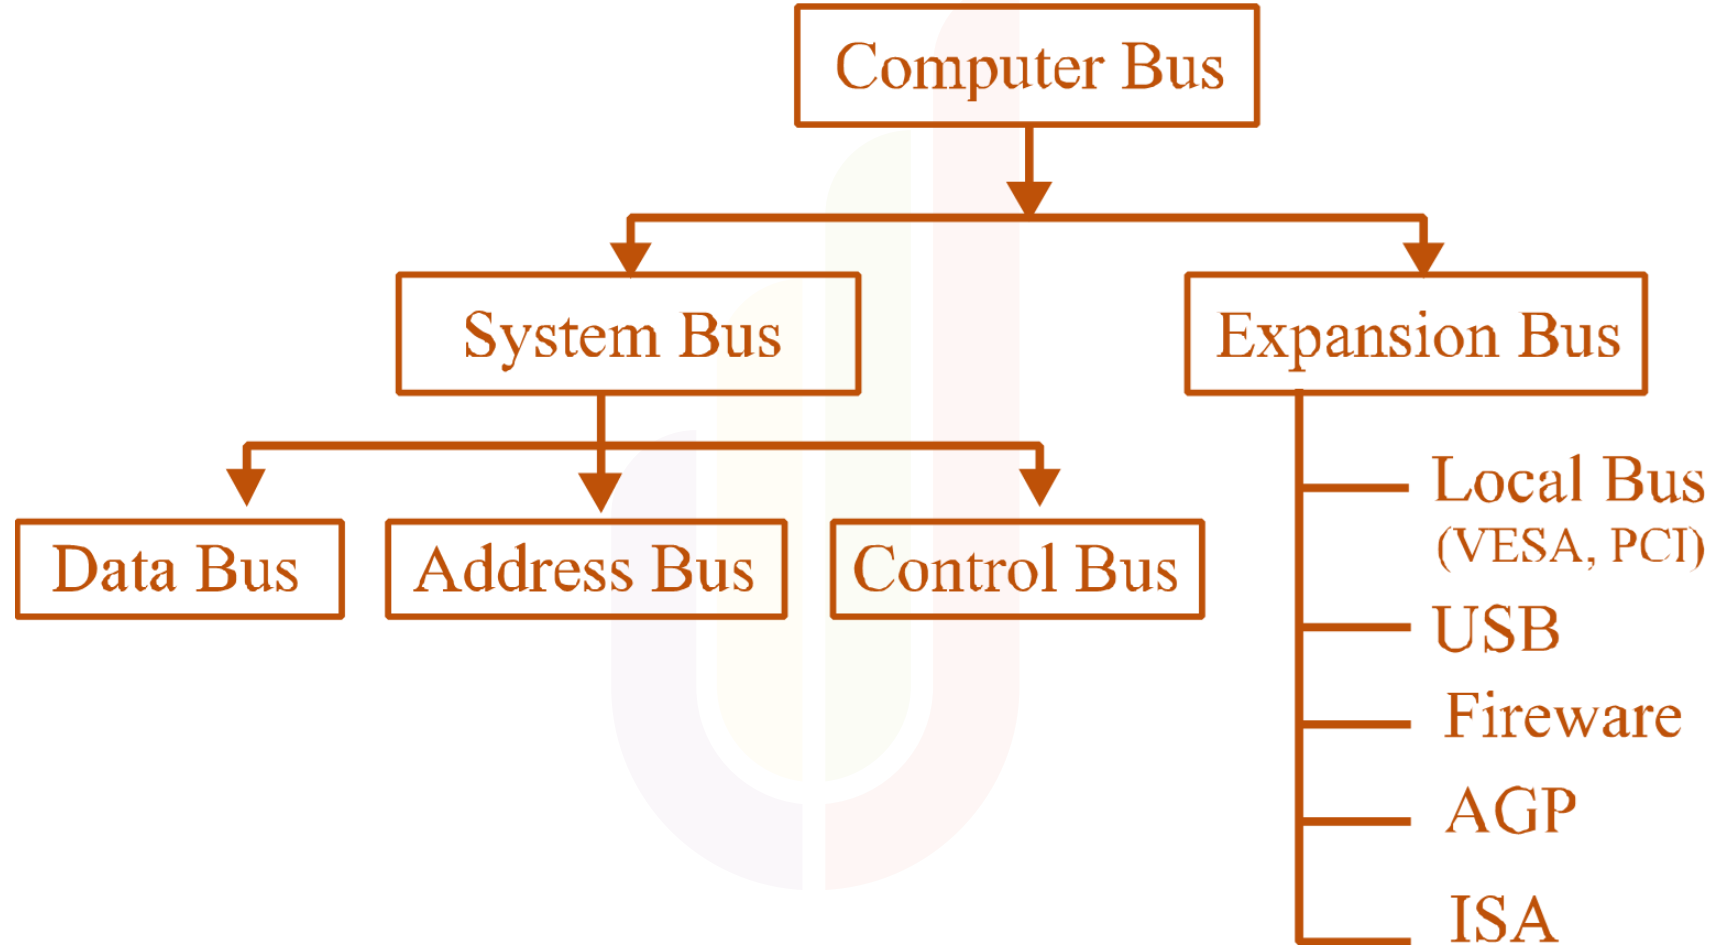 Computer Bus
System Bus
Expansion Bus
Data Bus
Address Bus
Control Bus
Local Bus
(VESA, PCI)
USB
Fireware
AGP
ISA